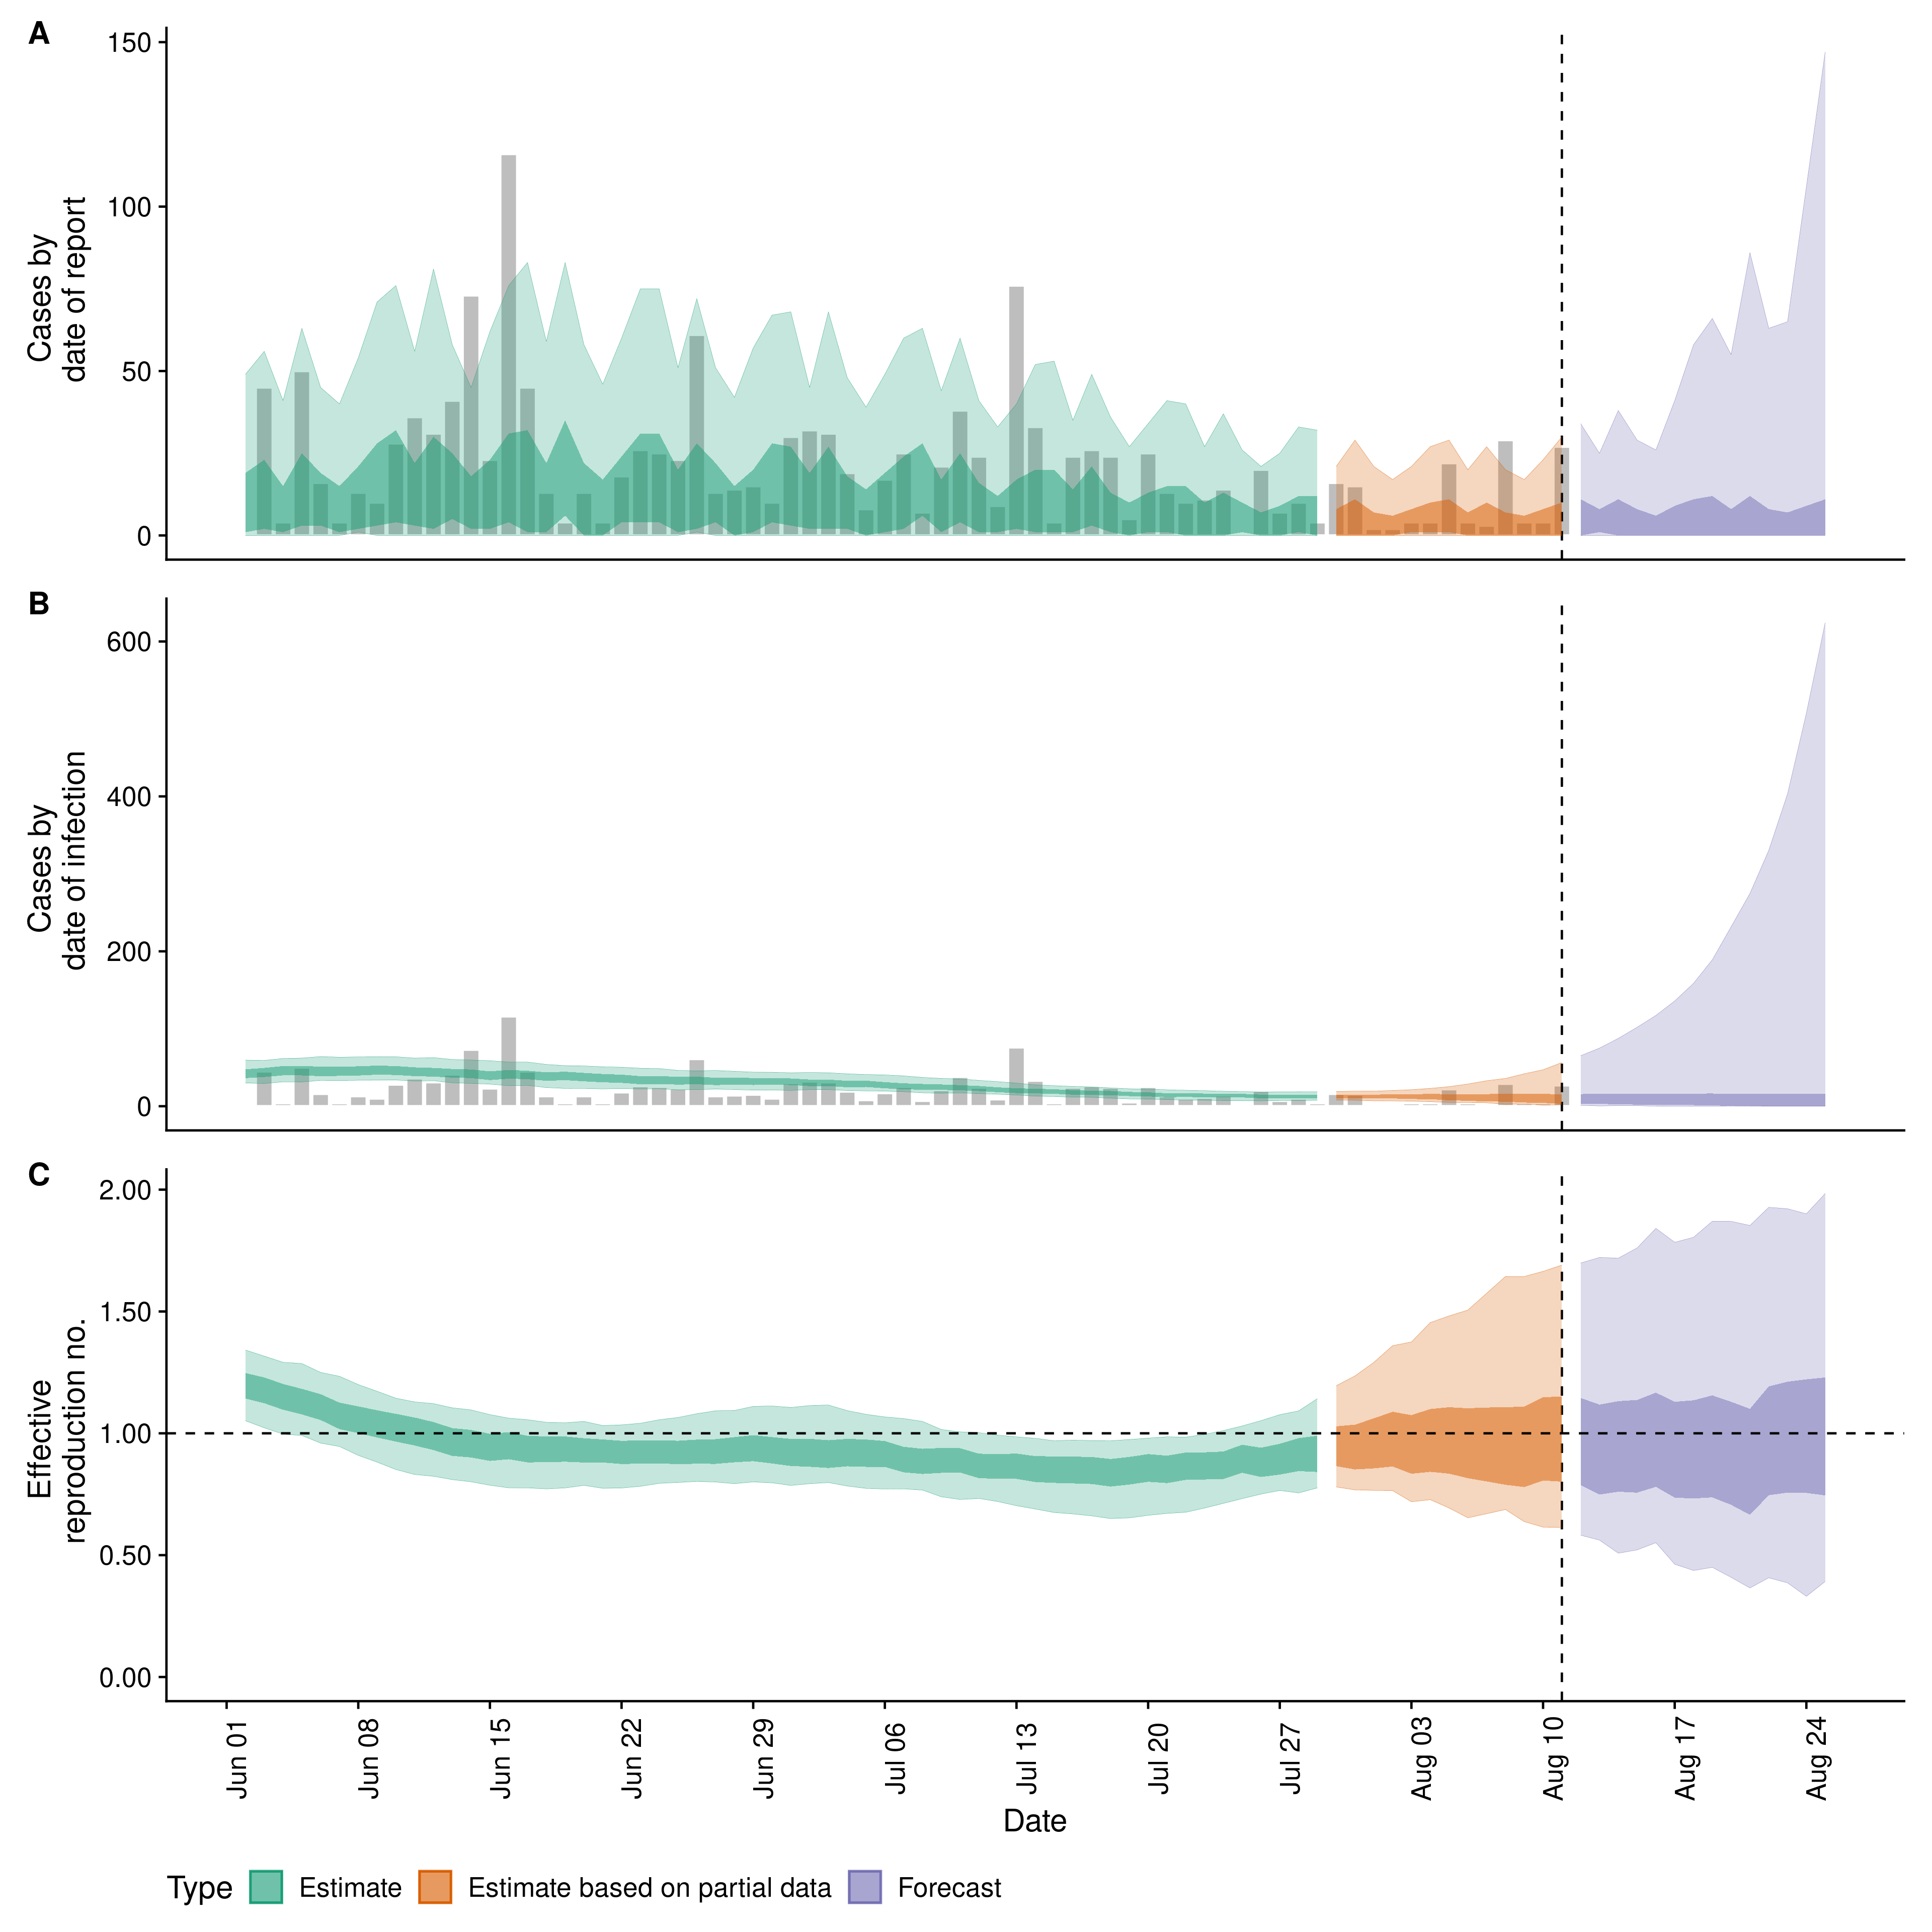 A
150
100
50
0
Cases by
date of report
B
600
400
200
0
Cases by
date of infection
C
2.00
1.50
1.00
0.50
0.00
Effective
reproduction no.
Jun 01
Jun 08
Jun 15
Jun 22
Jun 29
Jul 06
Jul 13
Jul 20
Jul 27
Aug 03
Aug 10
Aug 17
Aug 24
Date
Type Estimate Estimate based on partial data Forecast